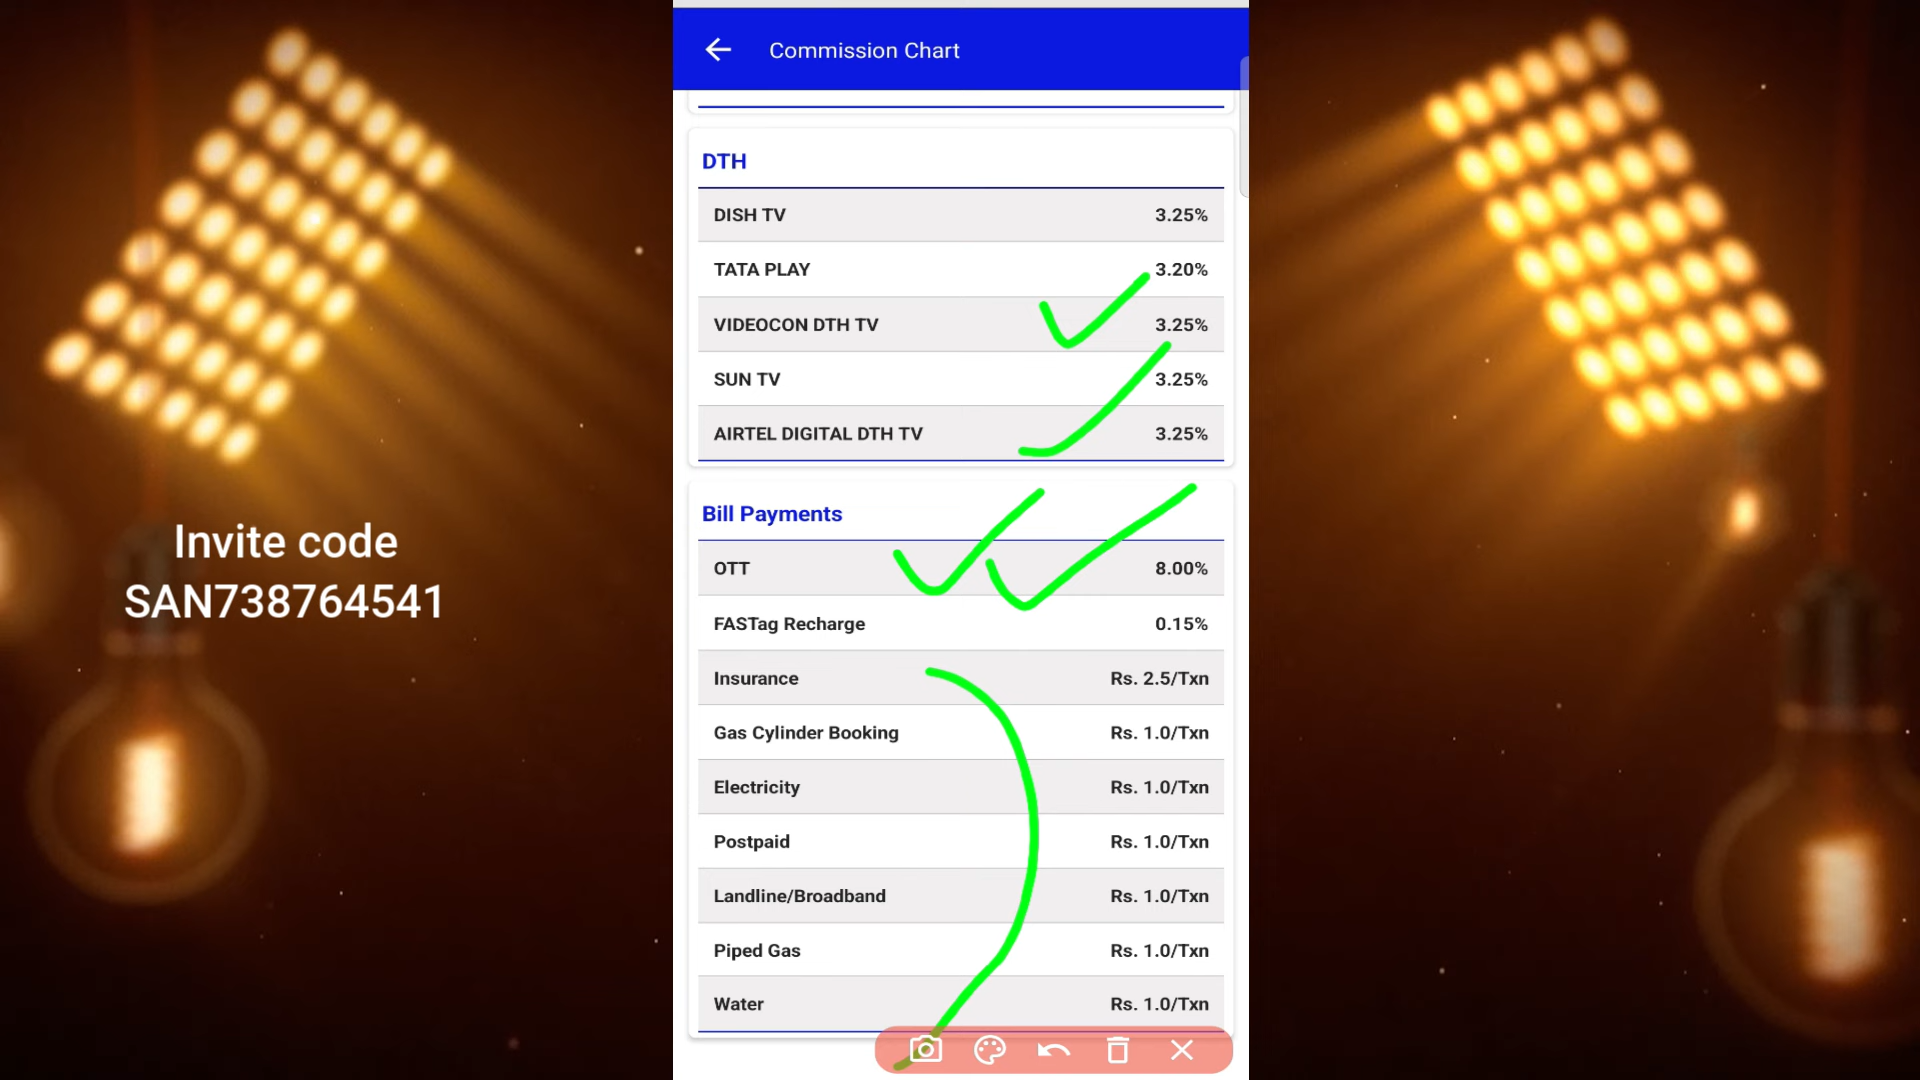 Commission Chart
DTH
DISH TV 3.25%
TATA PLAY 3.20%
VIDEOCON DTH TV 3.25%
SUN TV 3.25%
AIRTEL DIGITAL DTH TV 3.25%
Bill Payments
OTT 8.00%
FASTag Recharge 0.15%
Insurance Rs. 2.5/Txn
Gas Cylinder Booking Rs. 1.0/Txn
Electricity Rs. 1.0/Txn
Postpaid Rs. 1.0/Txn
Landline/Broadband Rs. 1.0/Txn
Piped Gas Rs. 1.0/Txn
Water Rs. 1.0/Txn
Invite code
SAN738764541